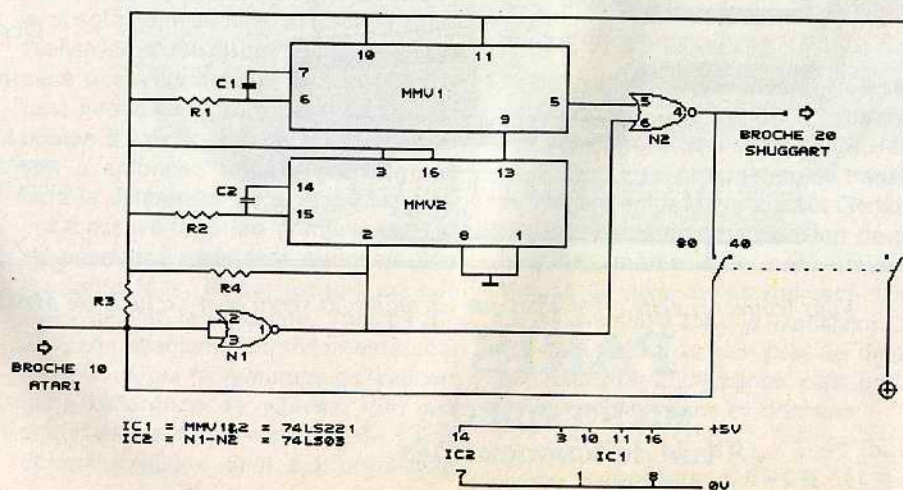 10 11
7
C1
6
R1
MMV1
5
9
5
6
4
N2
BROCHE 20
SHUGGART
3 16 13
14
C2
15
R2
MMV2
2 8 1
80 40
R4
R3
2
3
1
N1
BROCHE 10
ATARI
IC1 = MMV1&2 = 74LS221
IC2 = N1-N2 = 74LS03
14 3 10 11 16 +5V
IC2 IC1
7 1 8 0V